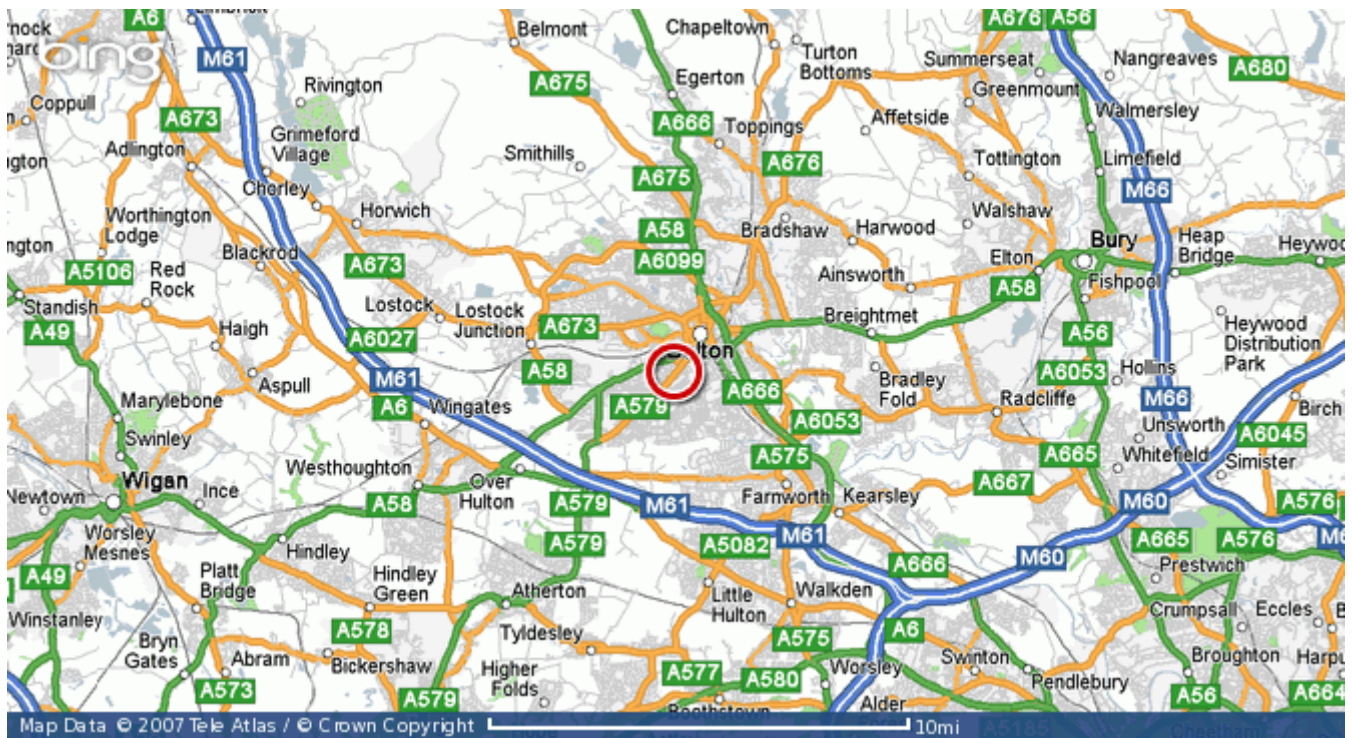 A6
Limbrick
bing
Coppull
M61
Rivington
Belmont
Chapeltown
Turton
Bottoms
A676
A56
Summerseat
Nangreaves
A680
A673
Grimeford
Village
A675
Egerton
Greenmount
Walmersley
Adlington
Smithills
A666
Toppings
Affetside
A676
Tottington
Limefield
M66
Chorley
A675
Worthington
Lodge
Horwich
Blackrod
A58
Bradshaw
Harwood
Walshaw
Bury
Heap
Bridge
A5106
Red
Rock
A673
A6099
Ainsworth
Elton
A58
Fishpool
Standish
Lostock
Lostock
Junction
A673
Breightmet
A49
Haigh
A6027
A56
Heywood
Distribution
Park
Aspull
M61
A58
A666
Bradley
Fold
A6053
Hollins
Marylebone
A6
Wingates
A579
Radcliffe
M66
Birch
Swinley
A6053
Unsworth
A6045
Wigan
Westhoughton
Over
Hulton
A575
A665
Whitefield
Simister
Newtown
Ince
A58
A579
Farnworth
Kearsley
A667
M60
A576
Worsley
Mesnes
Hindley
A579
M61
A5082
M61
A665
A576
A49
Platt
Bridge
Hindley
Green
Atherton
Little
Hulton
Walkden
A666
M60
Prestwich
Winstanley
A578
Tyldesley
A575
A6
Crumpsall
Eccles
Bryn
Gates
Abram
Bickershaw
Higher
Folds
A577
A580
Worsley
Swinton
Pendlebury
Broughton
A573
A579
Boothstown
Alder
A56
A664
Map Data © 2007 Tele Atlas / © Crown Copyright
10mi